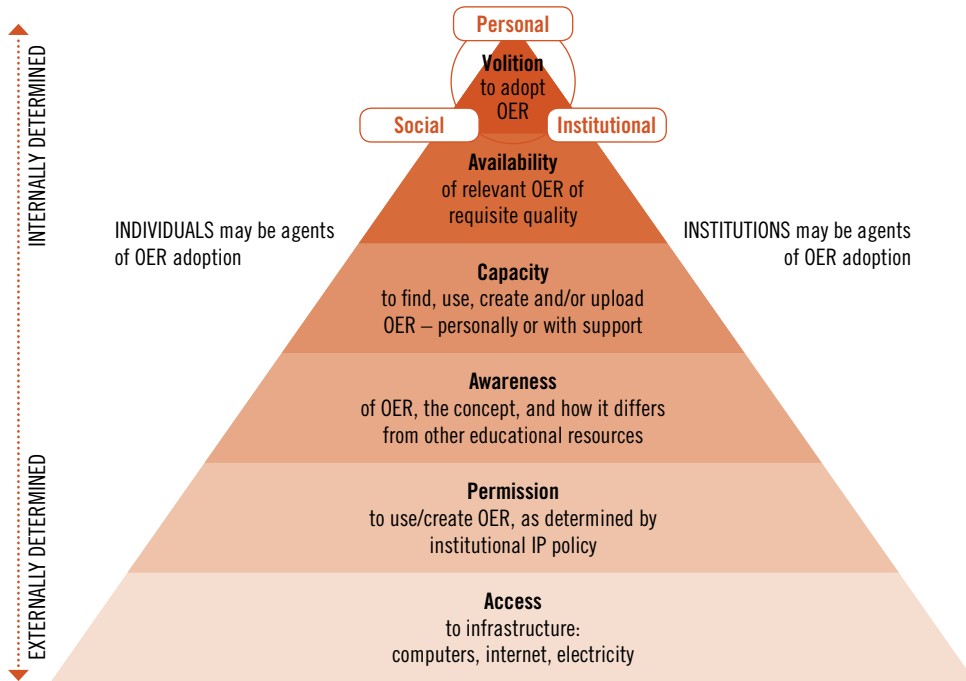 Personal
Volition
to adopt
OER
Social
Institutional
Availability
of relevant OER of
requisite quality
INTERNALLY DETERMINED
INDIVIDUALS may be agents
of OER adoption
INSTITUTIONS may be agents
of OER adoption
Capacity
to find, use, create and/or upload
OER – personally or with support
Awareness
of OER, the concept, and how it differs
from other educational resources
EXTERNALLY DETERMINED
Permission
to use/create OER, as determined by
institutional IP policy
Access
to infrastructure:
computers, internet, electricity